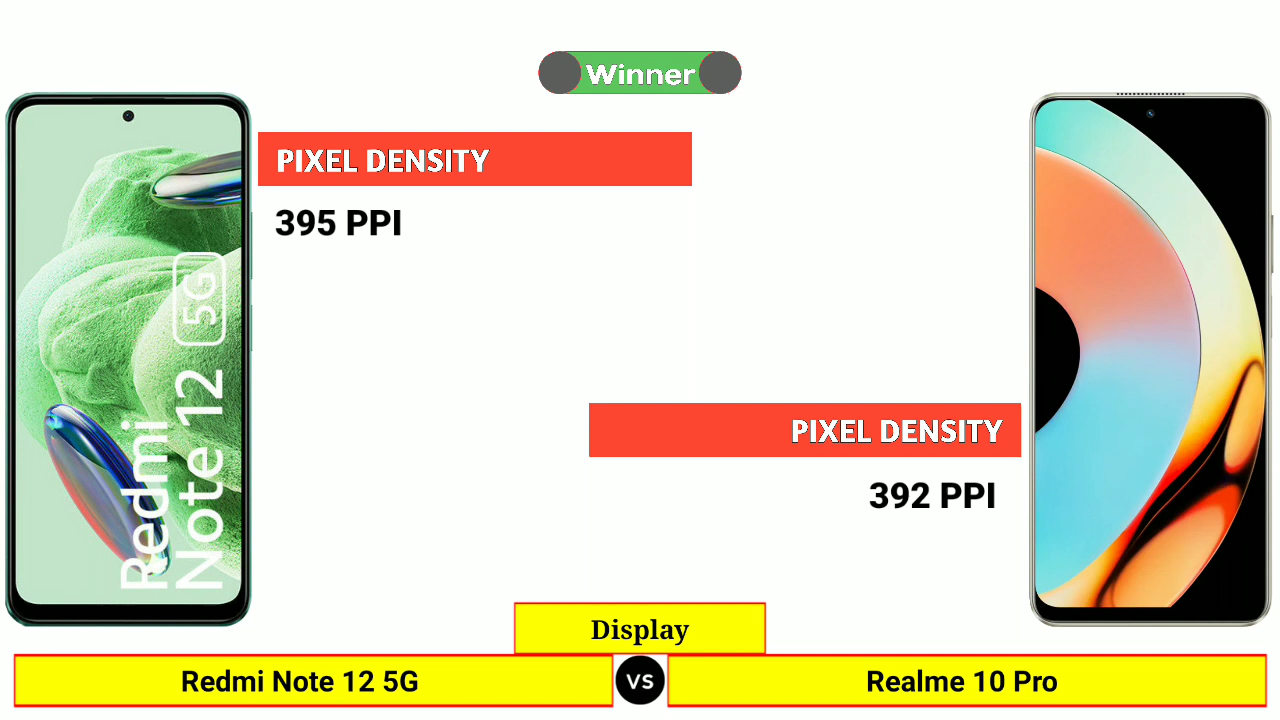 Winner
PIXEL DENSITY
395 PPI
Redmi
Note 12 5G
PIXEL DENSITY
392 PPI
Display
Redmi Note 12 5G
VS
Realme 10 Pro